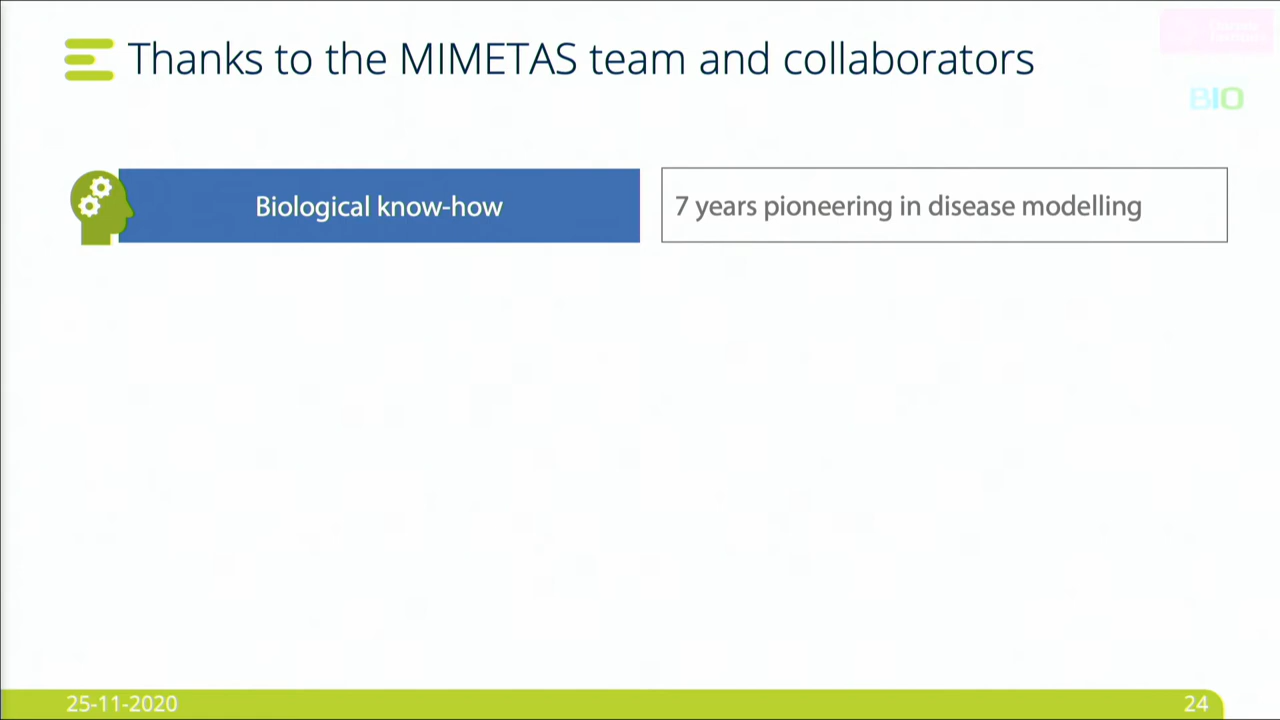 Thanks to the MIMETAS team and collaborators
BIO
Biological know-how
7 years pioneering in disease modelling
25-11-2020
24